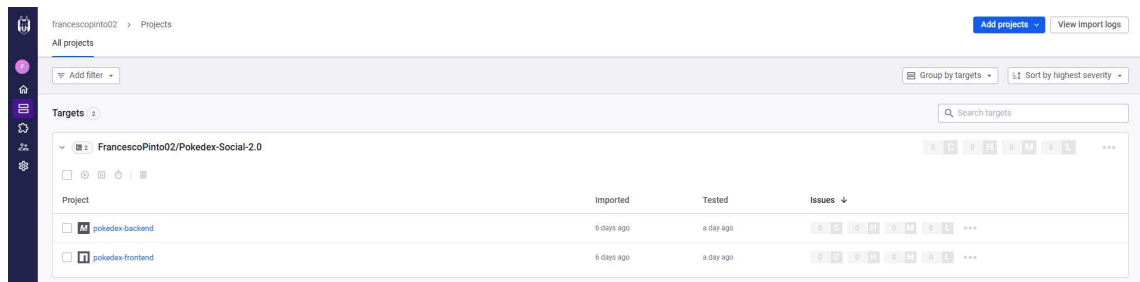 francescopinto02 > Projects
Add projects
View import logs
All projects
F
Add filter
Group by targets
Sort by highest severity
Targets 2
Search targets
2 FrancescoPinto02/Pokedex-Social-2.0
0 C 0 H 0 M 0 L
Project Imported Tested Issues
M pokedex-backend 6 days ago a day ago 0 C 0 H 0 M 0 L
pokedex-frontend 6 days ago a day ago 0 C 0 H 0 M 0 L